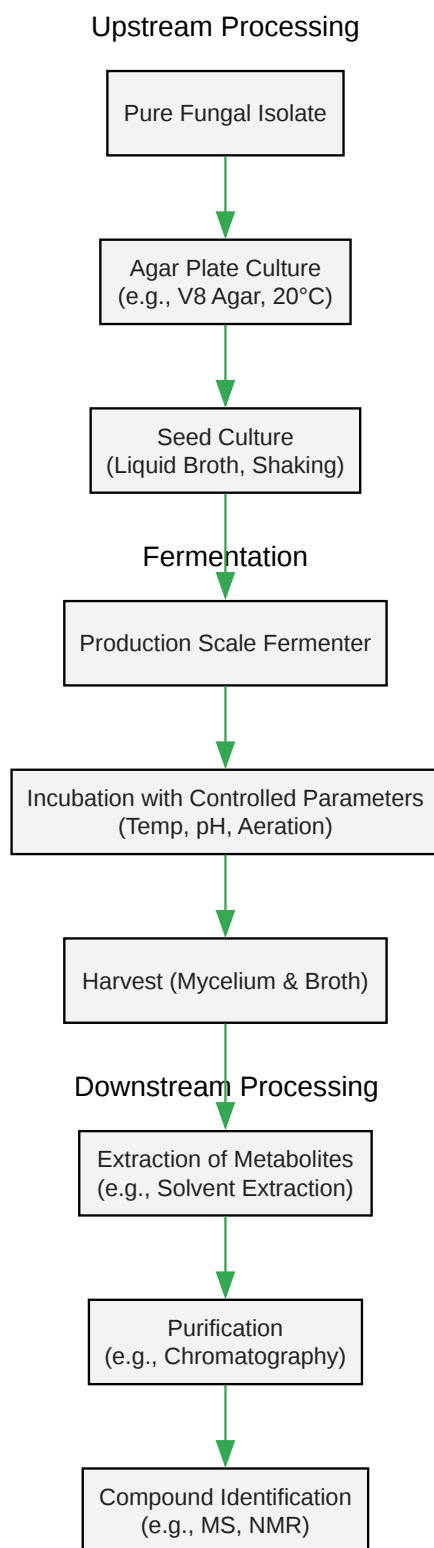 Upstream Processing
Pure Fungal Isolate
Agar Plate Culture
(e.g., V8 Agar, 20°C)
Seed Culture
(Liquid Broth, Shaking)
Fermentation
Production Scale Fermenter
Incubation with Controlled Parameters
(Temp, pH, Aeration)
Harvest (Mycelium & Broth)
Downstream Processing
Extraction of Metabolites
(e.g., Solvent Extraction)
Purification
(e.g., Chromatography)
Compound Identification
(e.g., MS, NMR)